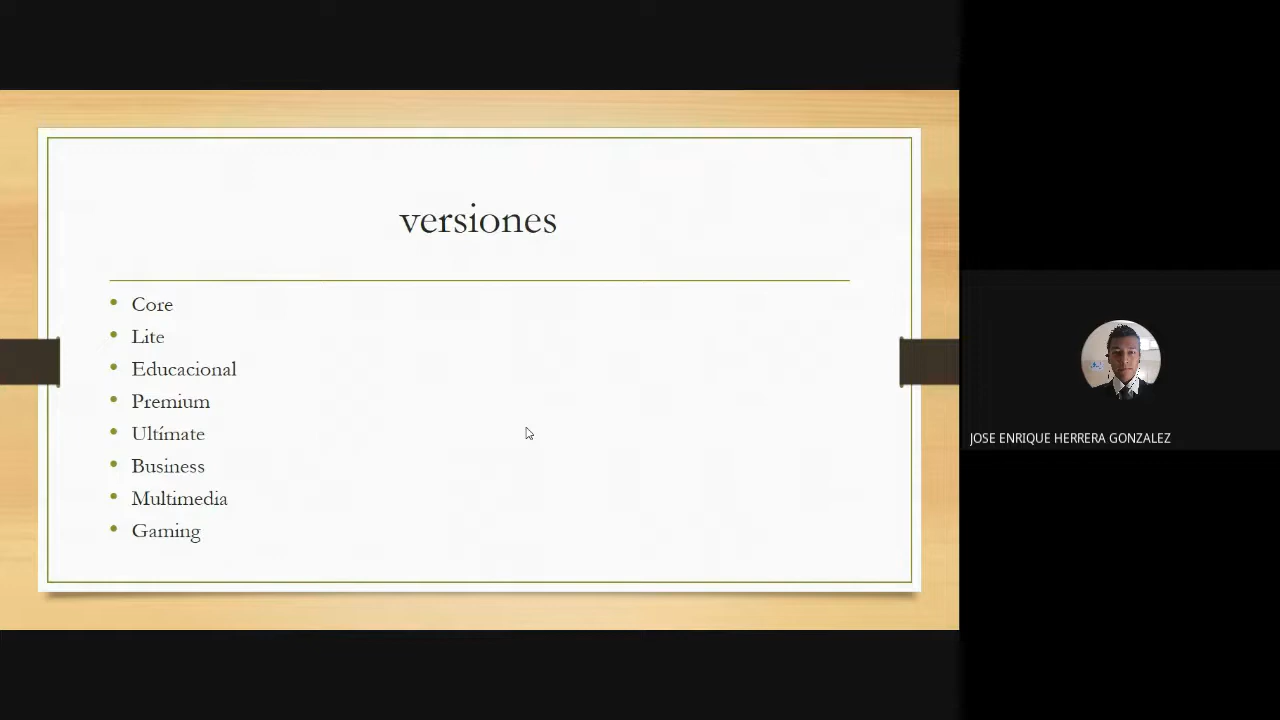 versiones
• Core
• Lite
• Educacional
• Premium
• Ultímate
• Business
• Multimedia
• Gaming
JOSE ENRIQUE HERRERA GONZALEZ